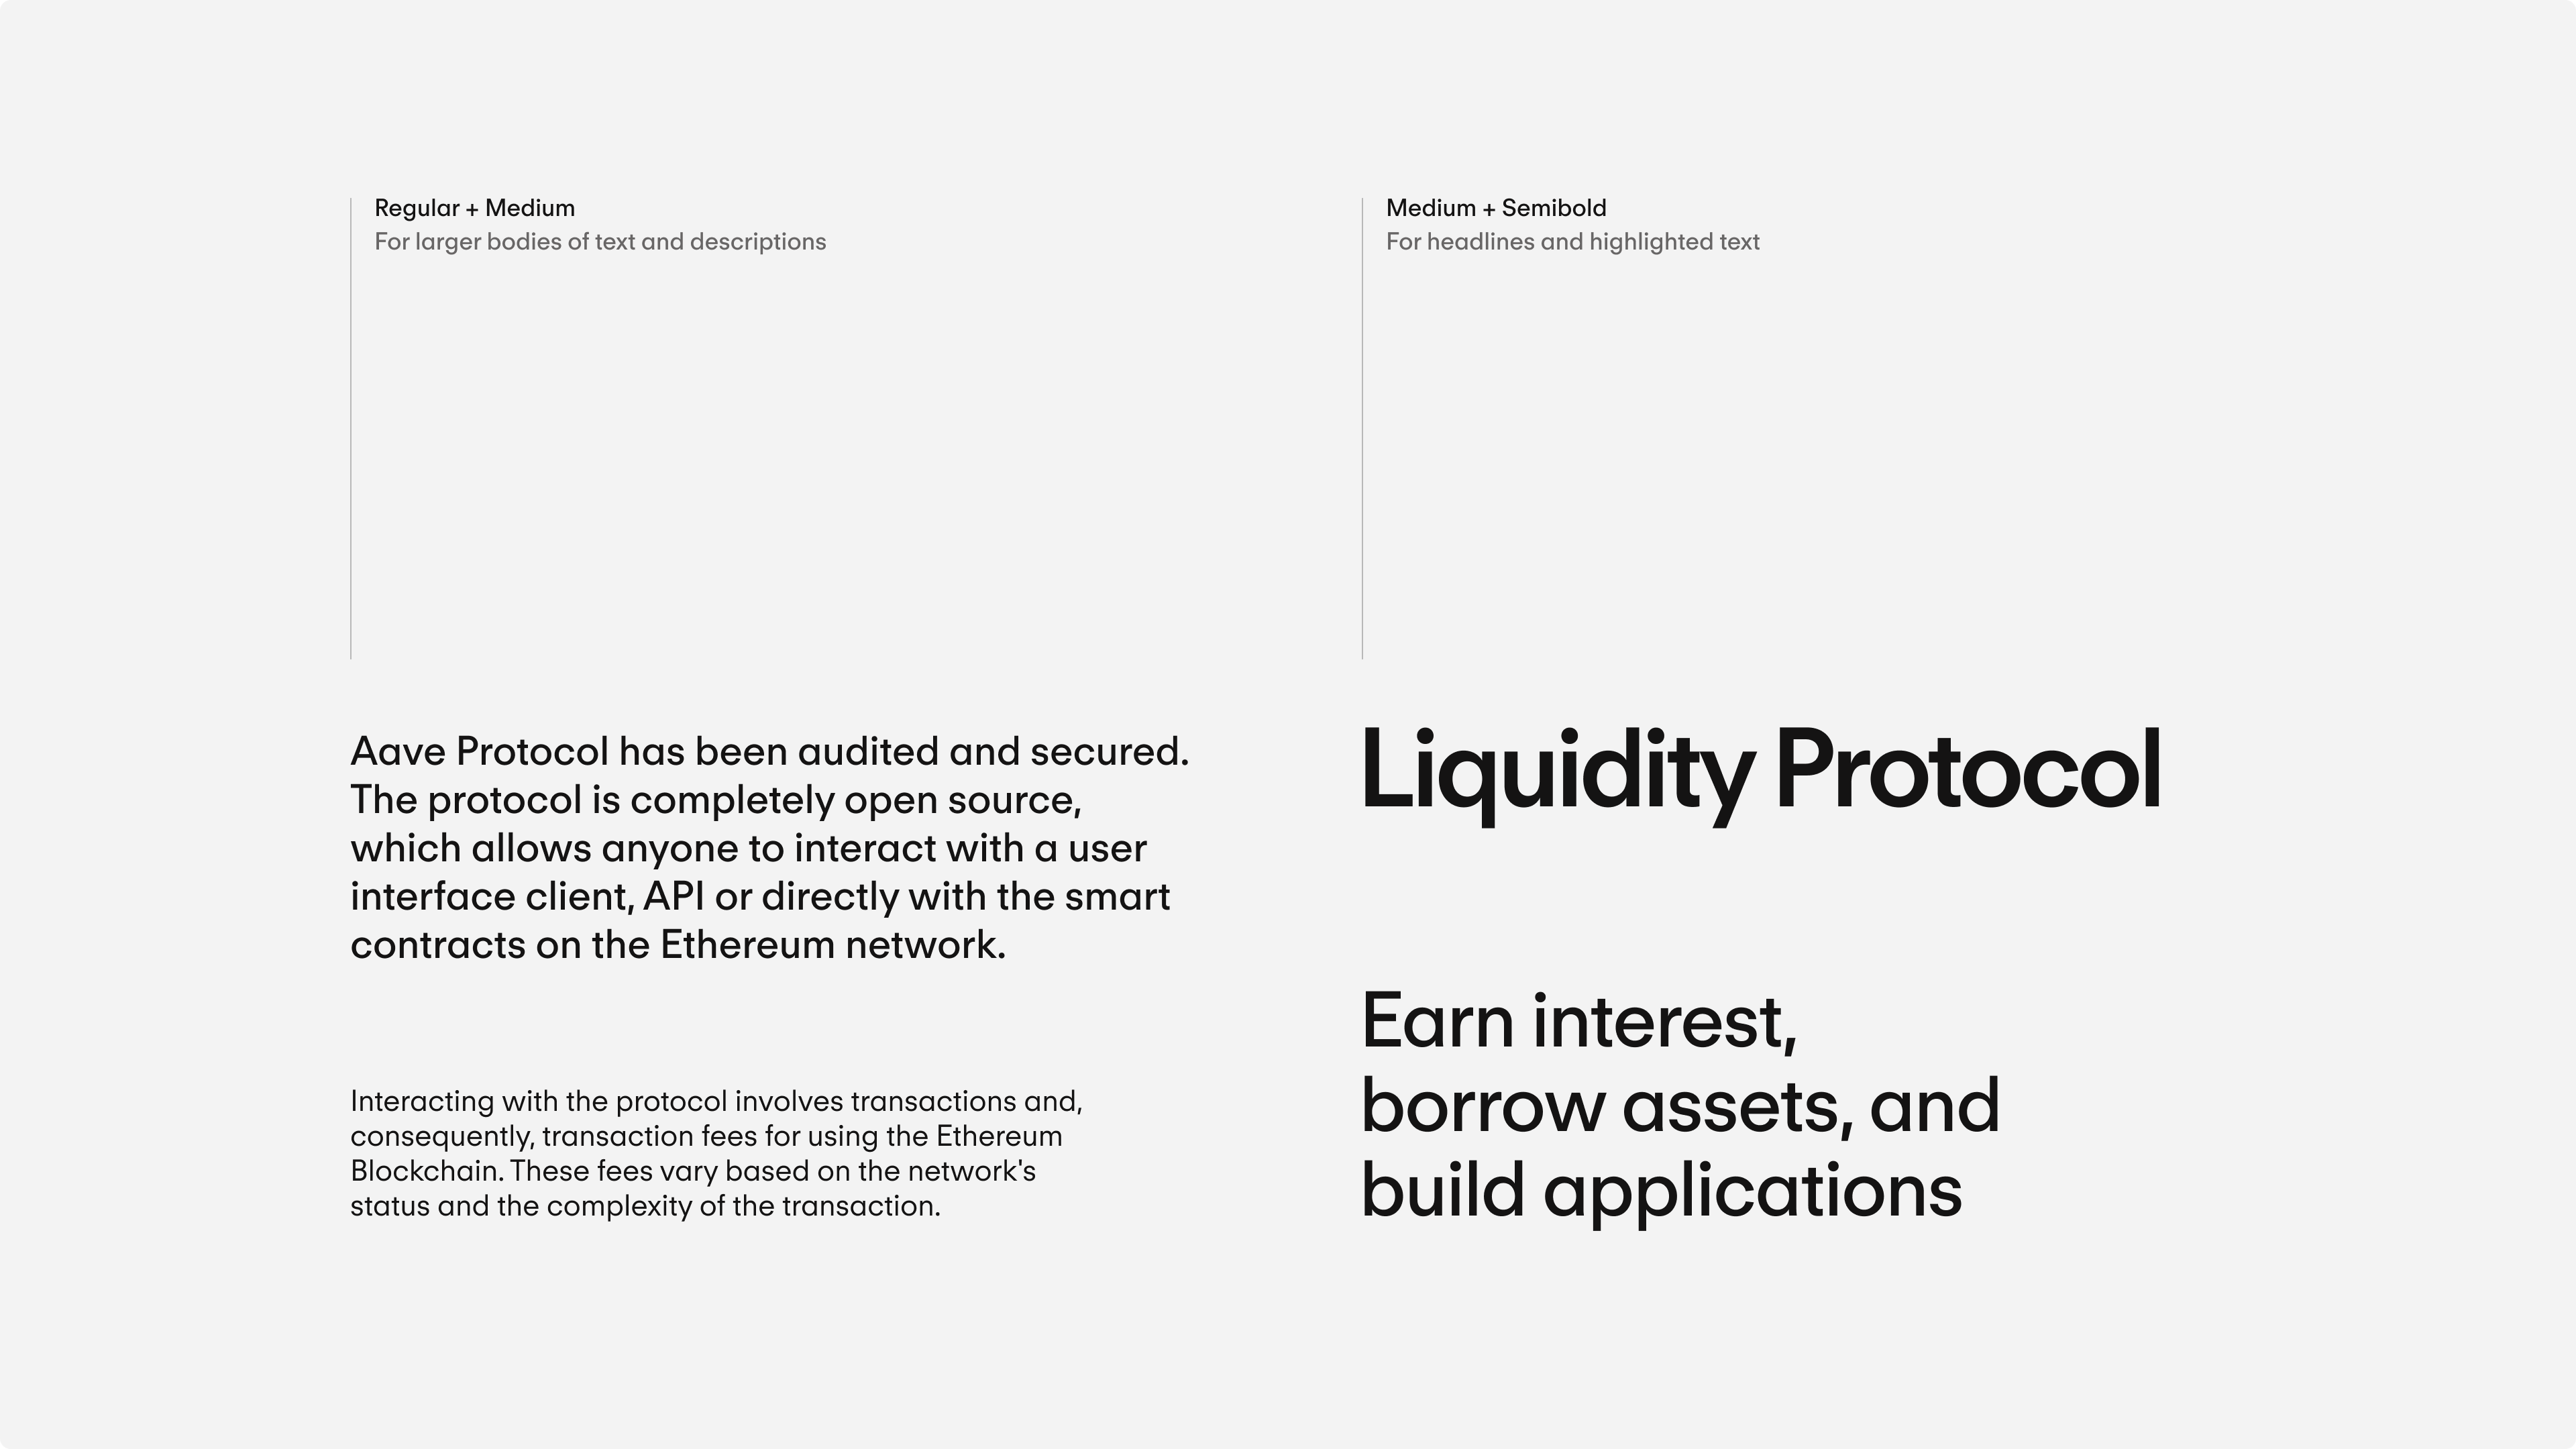 Regular + Medium
For larger bodies of text and descriptions
Aave Protocol has been audited and secured.
The protocol is completely open source,
which allows anyone to interact with a user
interface client, API or directly with the smart
contracts on the Ethereum network.
Interacting with the protocol involves transactions and,
consequently, transaction fees for using the Ethereum
Blockchain. These fees vary based on the network's
status and the complexity of the transaction.
Medium + Semibold
For headlines and highlighted text
Liquidity Protocol
Earn interest,
borrow assets, and
build applications